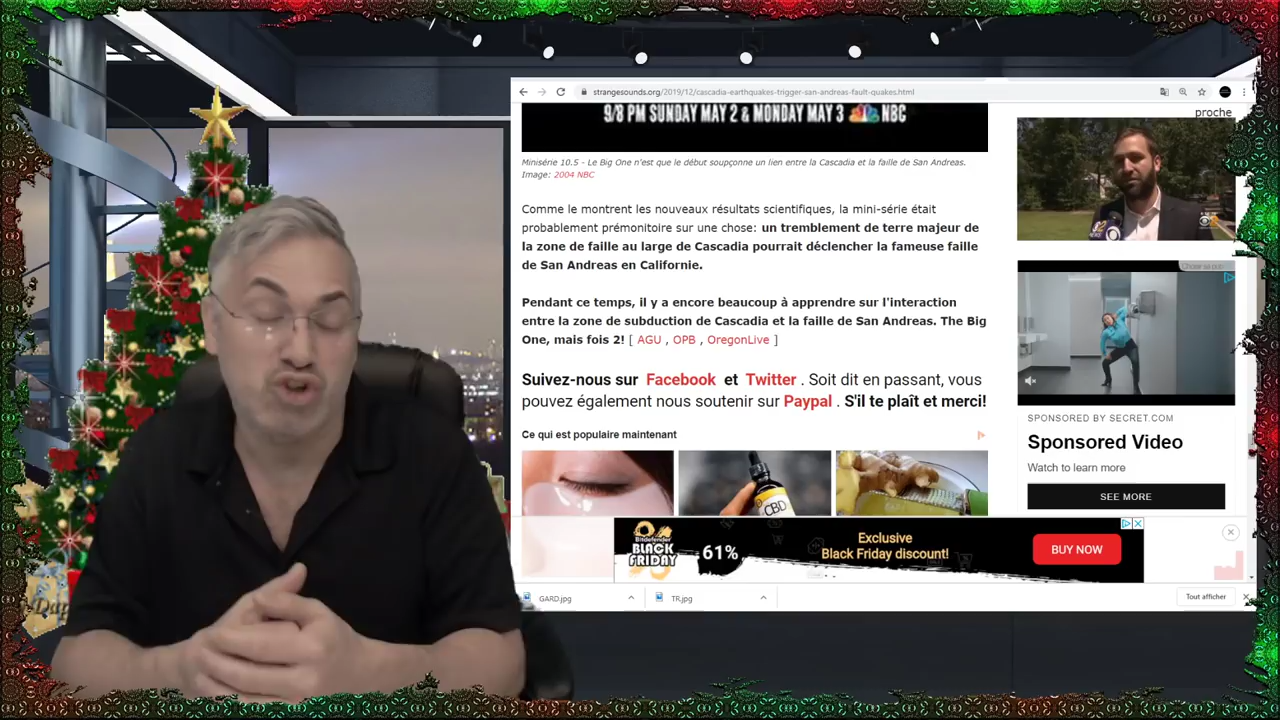 strangesounds.org/2019/12/cascadia-earthquakes-trigger-san-andreas-fault-quakes.html
9/8 PM SUNDAY MAY 2 & MONDAY MAY 3 NBC
proche
Minisérie 10.5 - Le Big One n'est que le début soupçonne un lien entre la Cascadia et la faille de San Andreas.
Image: 2004 NBC
Comme le montrent les nouveaux résultats scientifiques, la mini-série était
probablement prémonitoire sur une chose: un tremblement de terre majeur de
la zone de faille au large de Cascadia pourrait déclencher la fameuse faille
de San Andreas en Californie.
Pendant ce temps, il y a encore beaucoup à apprendre sur l'interaction
entre la zone de subduction de Cascadia et la faille de San Andreas. The Big
One, mais fois 2! [ AGU , OPB , OregonLive ]
Suivez-nous sur Facebook et Twitter . Soit dit en passant, vous
pouvez également nous soutenir sur Paypal . S'il te plaît et merci!
Ce qui est populaire maintenant
CBD
SPONSORED BY SECRET.COM
Sponsored Video
Watch to learn more
SEE MORE
Bitdefender
BLACK
FRIDAY
61%
Exclusive
Black Friday discount!
BUY NOW
GARD.jpg
TR.jpg
Tout afficher